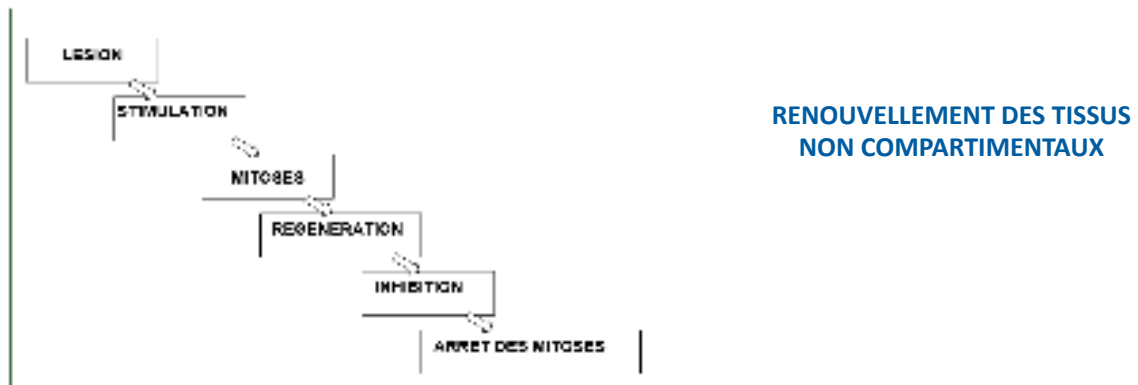 LESION
STIMULATION
RENOUVELLEMENT DES TISSUS
NON COMPARTIMENTAUX
MITOSES
REGENERATION
INHIBITION
ARRET DES MITOSES